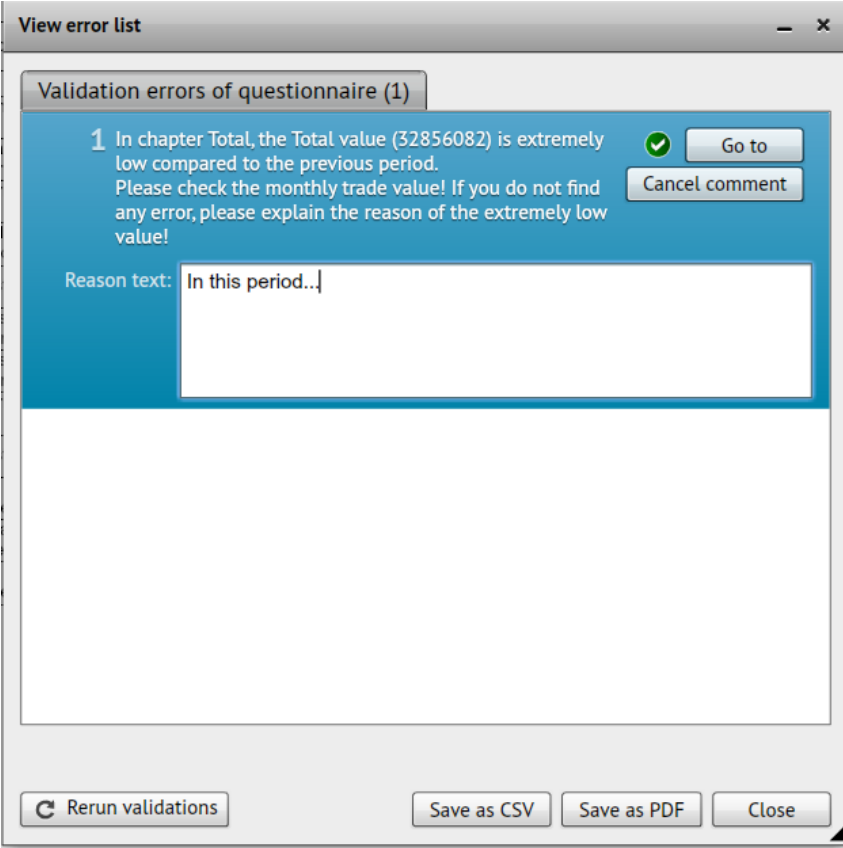 View error list
Validation errors of questionnaire (1)
1 In chapter Total, the Total value (32856082) is extremely
low compared to the previous period.
Please check the monthly trade value! If you do not find
any error, please explain the reason of the extremely low
value!
Go to
Cancel comment
Reason text: In this period...
Rerun validations
Save as CSV
Save as PDF
Close